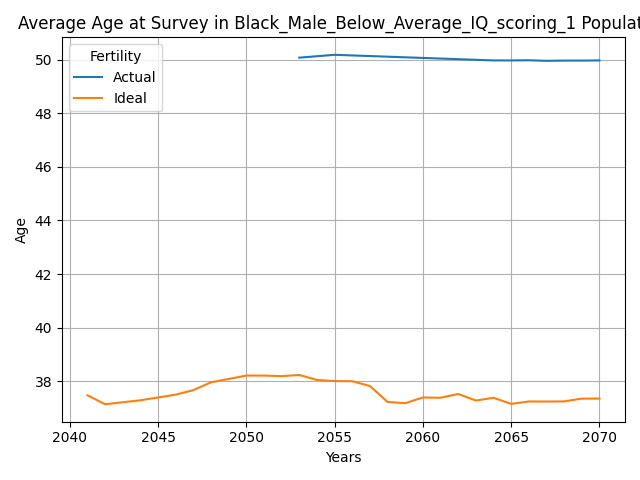 Average Age at Survey in Black_Male_Below_Average_IQ_scoring_1 Populat
Fertility
Actual
Ideal
50
48
46
44
42
40
38
Age
2040 2045 2050 2055 2060 2065 2070
Years